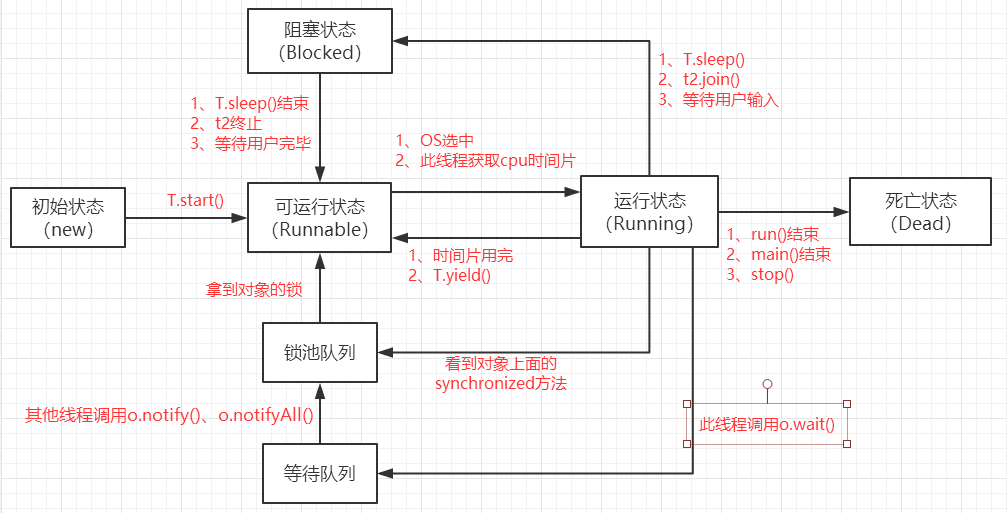 阻塞状态
（Blocked）
1、T.sleep()
2、t2.join()
3、等待用户输入
1、T.sleep()结束
2、t2终止
3、等待用户完毕
1、OS选中
2、此线程获取cpu时间片
初始状态
（new）
T.start()
可运行状态
（Runnable）
运行状态
（Running）
死亡状态
（Dead）
1、时间片用完
2、T.yield()
1、run()结束
2、main()结束
3、stop()
拿到对象的锁
锁池队列
看到对象上面的
synchronized方法
其他线程调用o.notify()、o.notifyAll()
此线程调用o.wait()
等待队列